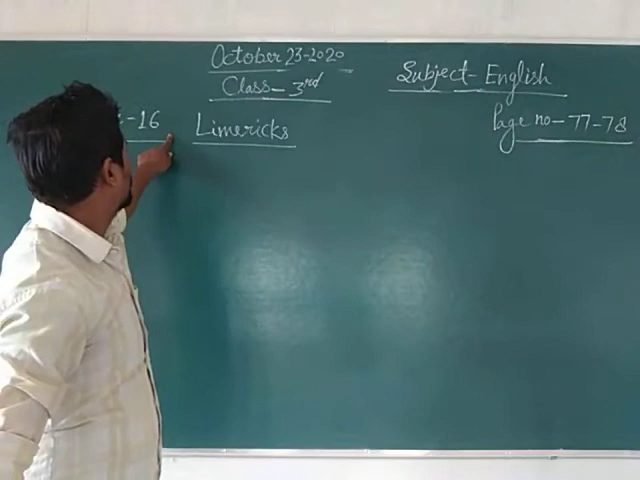 October 23-2020
Class- 3rd
Subject- English
:-16 Limericks
Page no-77-78